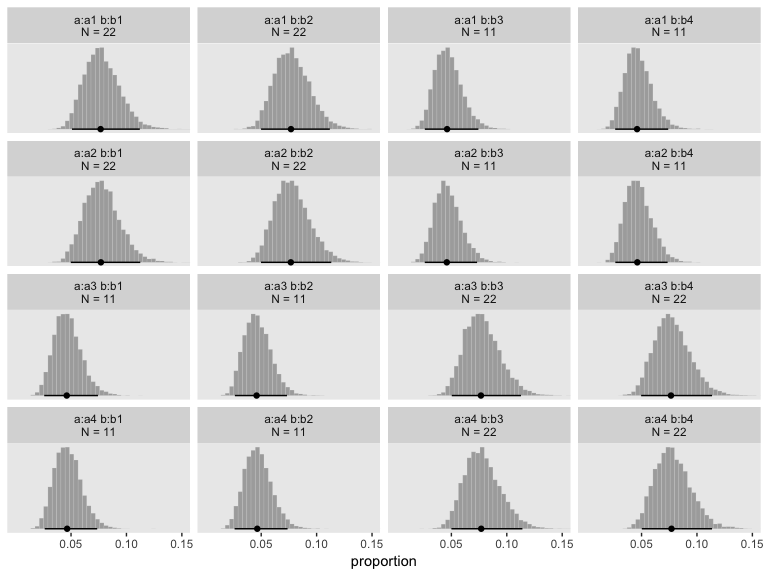 a:a1 b:b1
N = 22
a:a1 b:b2
N = 22
a:a1 b:b3
N = 11
a:a1 b:b4
N = 11
a:a2 b:b1
N = 22
a:a2 b:b2
N = 22
a:a2 b:b3
N = 11
a:a2 b:b4
N = 11
a:a3 b:b1
N = 11
a:a3 b:b2
N = 11
a:a3 b:b3
N = 22
a:a3 b:b4
N = 22
a:a4 b:b1
N = 11
a:a4 b:b2
N = 11
a:a4 b:b3
N = 22
a:a4 b:b4
N = 22
0.05 0.10 0.15 0.05 0.10 0.15 0.05 0.10 0.15 0.05 0.10 0.15
proportion